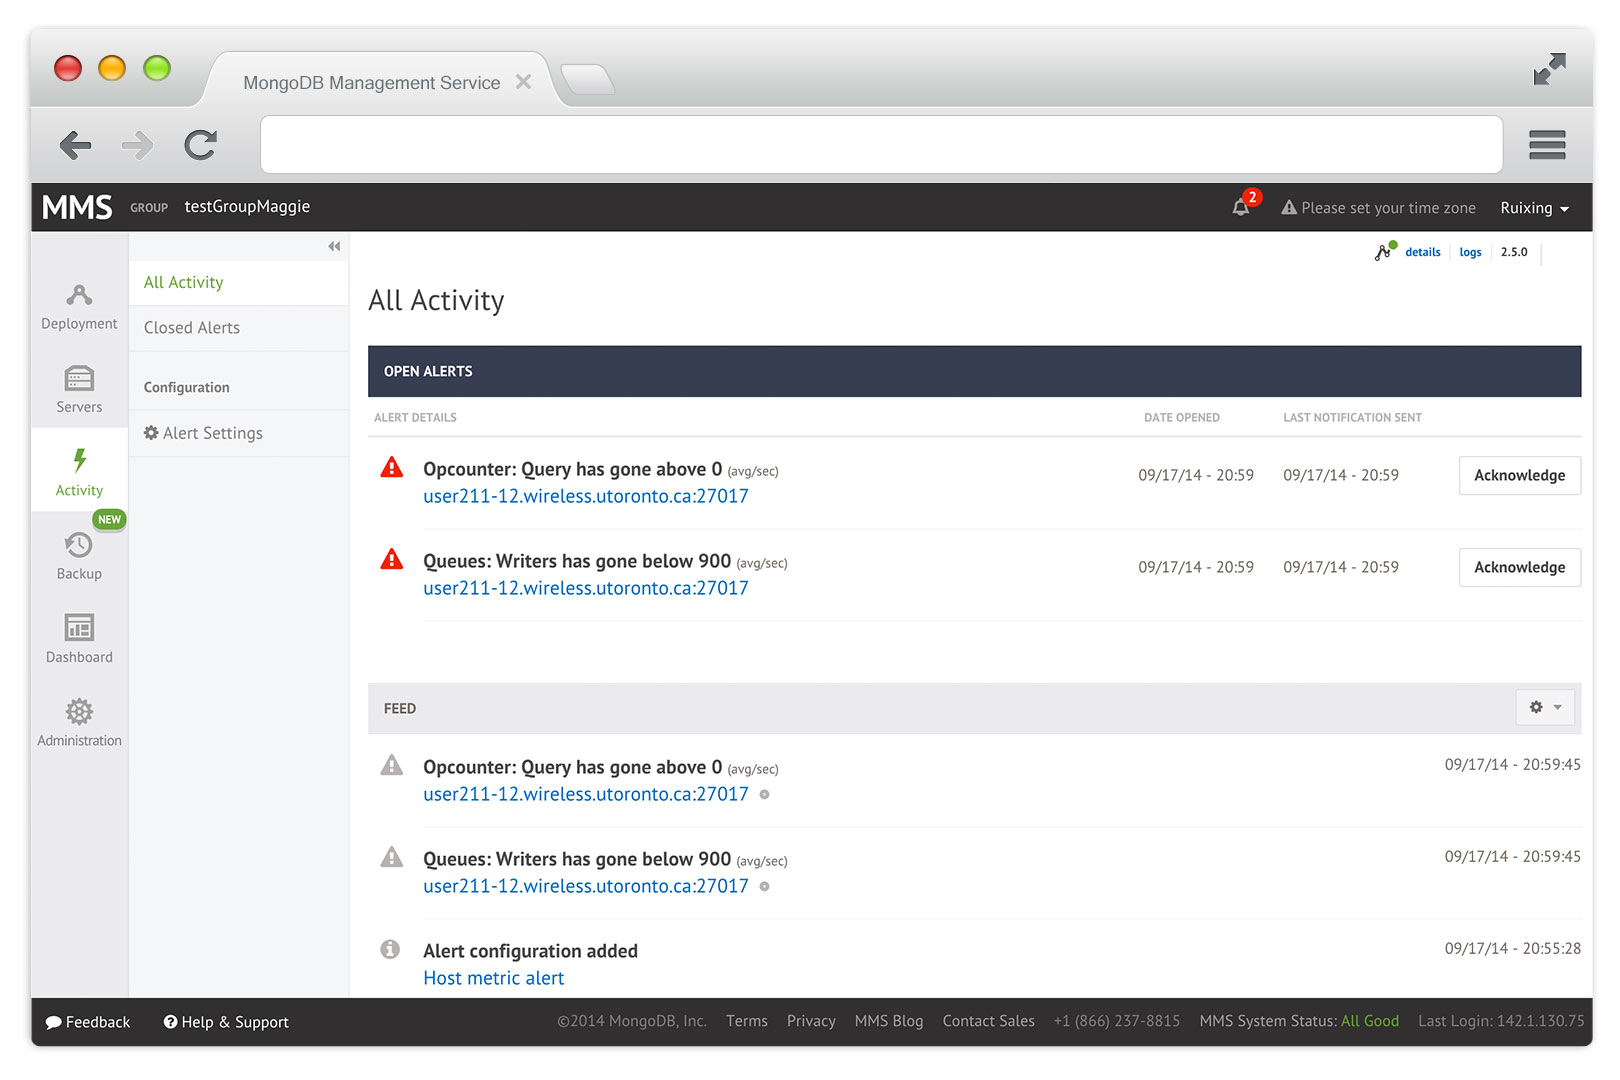 MongoDB Management Service
MMS GROUP testGroupMaggie 2 Please set your time zone Ruixing
details logs 2.5.0
Deployment
Servers
Activity
NEW
Backup
Dashboard
Administration
All Activity
Closed Alerts
Configuration
Alert Settings
All Activity
OPEN ALERTS
ALERT DETAILS DATE OPENED LAST NOTIFICATION SENT
Opcounter: Query has gone above 0 (avg/sec) 09/17/14 - 20:59 09/17/14 - 20:59 Acknowledge
user211-12.wireless.utoronto.ca:27017
Queues: Writers has gone below 900 (avg/sec) 09/17/14 - 20:59 09/17/14 - 20:59 Acknowledge
user211-12.wireless.utoronto.ca:27017
FEED
Opcounter: Query has gone above 0 (avg/sec) 09/17/14 - 20:59:45
user211-12.wireless.utoronto.ca:27017
Queues: Writers has gone below 900 (avg/sec) 09/17/14 - 20:59:45
user211-12.wireless.utoronto.ca:27017
Alert configuration added 09/17/14 - 20:55:28
Host metric alert
Feedback Help & Support ©2014 MongoDB, Inc. Terms Privacy MMS Blog Contact Sales +1 (866) 237-8815 MMS System Status: All Good Last Login: 142.1.130.75